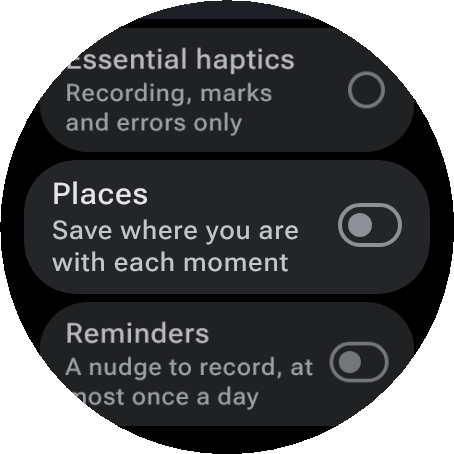 Essential haptics
Recording, marks
and errors only
Places
Save where you are
with each moment
Reminders
A nudge to record, at
most once a day